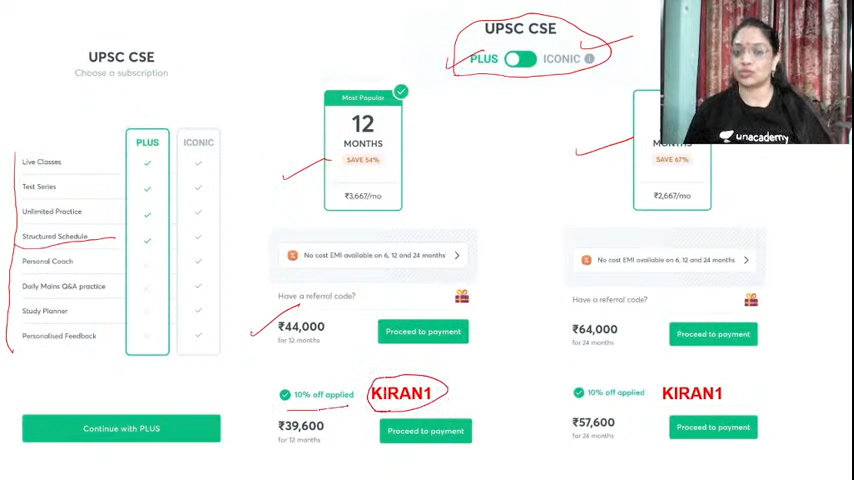 UPSC CSE
Choose a subscription
PLUS
ICONIC
Live Classes
Test Series
Unlimited Practice
Structured Schedule
Personal Coach
Daily Mains Q&A practice
Study Planner
Personalised Feedback
Continue with PLUS
UPSC CSE
PLUS
ICONIC
Most Popular
12
MONTHS
SAVE 54%
₹3,667/mo
No cost EMI available on 6, 12 and 24 months
Have a referral code?
₹44,000
for 12 months
Proceed to payment
10% off applied
KIRAN1
₹39,600
for 12 months
Proceed to payment
SAVE 67%
₹2,667/mo
No cost EMI available on 6, 12 and 24 months
Have a referral code?
₹64,000
for 24 months
Proceed to payment
10% off applied
KIRAN1
₹57,600
for 24 months
Proceed to payment
unacademy